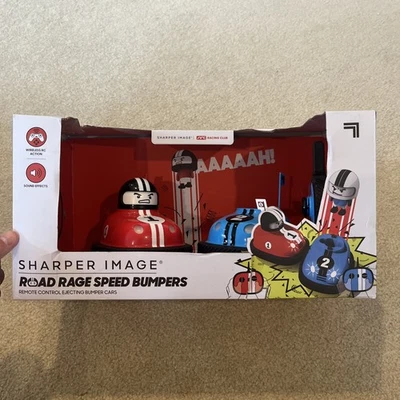 SHARPER IMAGE
RACING CLUB
WIRELESS RC
ACTION
SOUND EFFECTS
AAAAAH!
1
2
SHARPER IMAGE®
ROAD RAGE SPEED BUMPERS
REMOTE CONTROL EJECTING BUMPER CARS